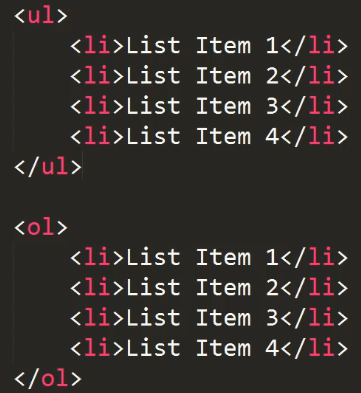 <ul>
    <li>List Item 1</li>
    <li>List Item 2</li>
    <li>List Item 3</li>
    <li>List Item 4</li>
</ul>

<ol>
    <li>List Item 1</li>
    <li>List Item 2</li>
    <li>List Item 3</li>
    <li>List Item 4</li>
</ol>